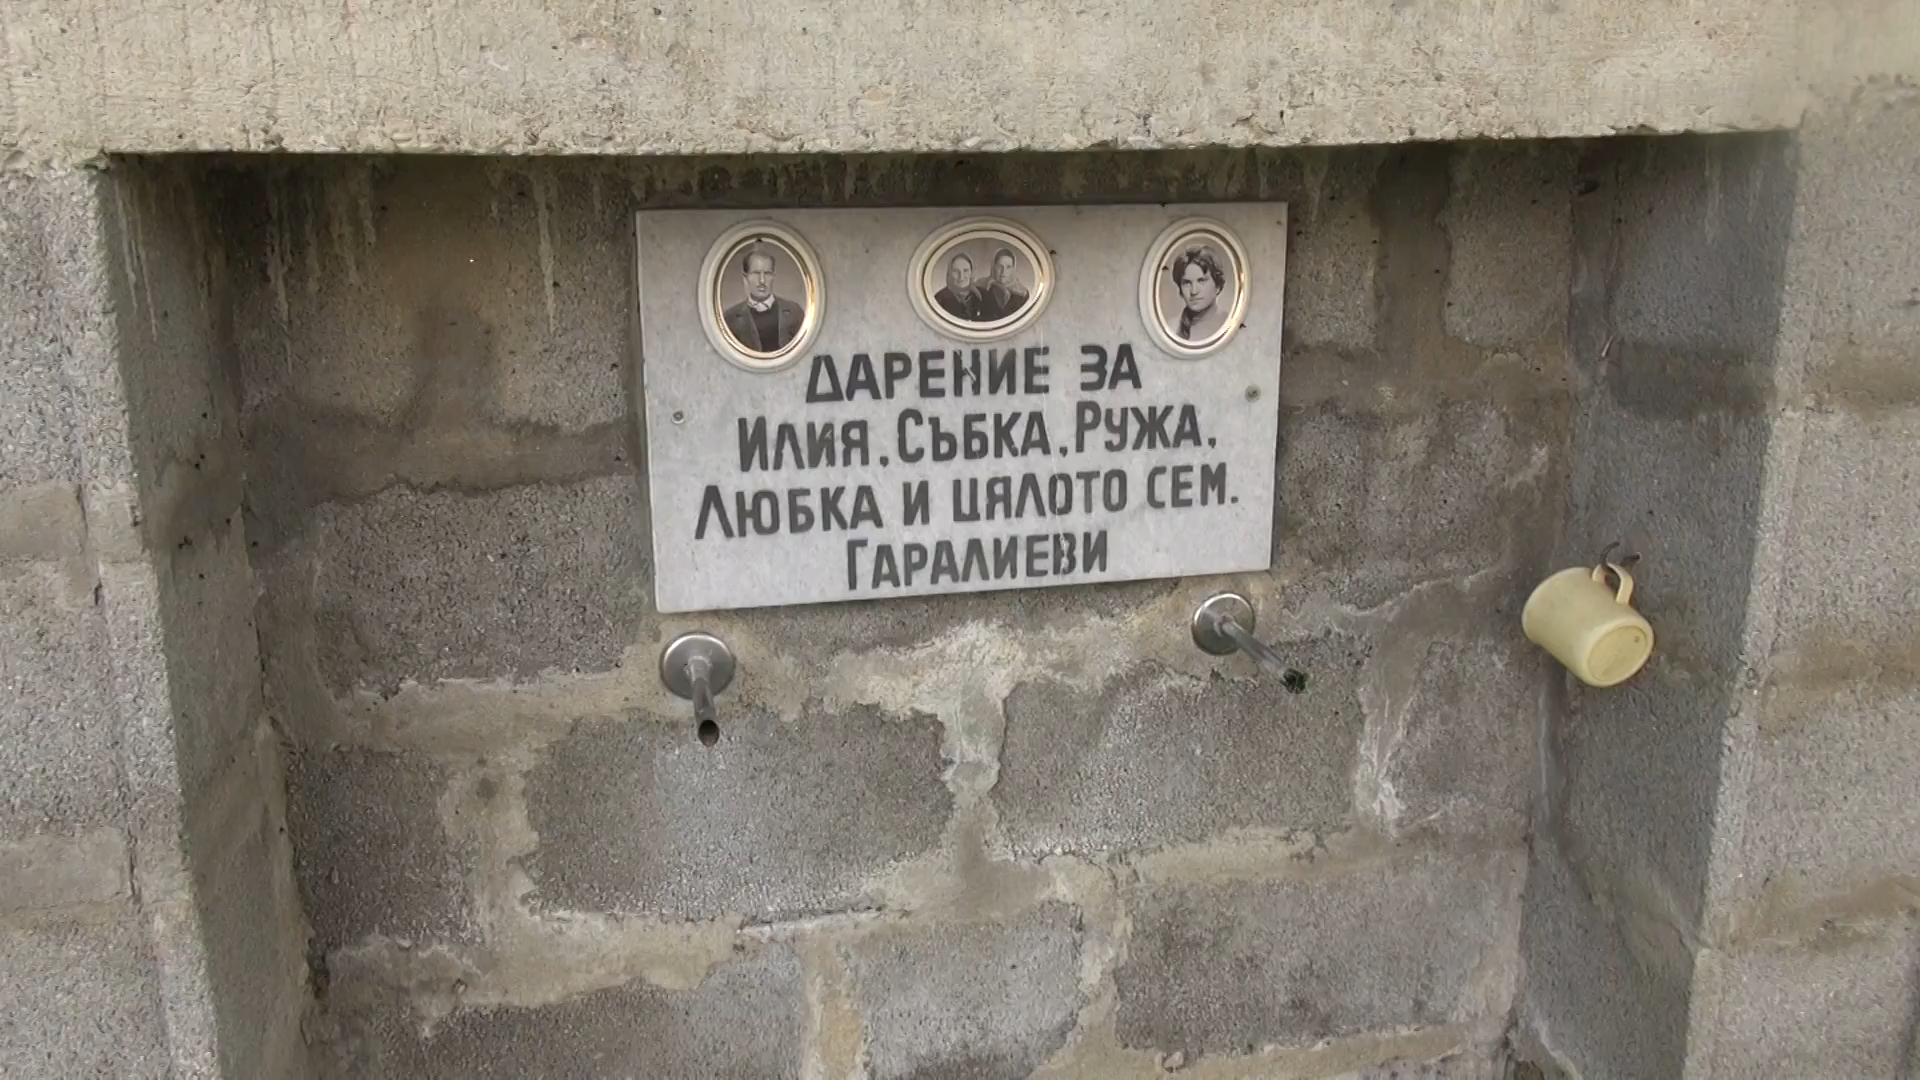 ДАРЕНИЕ ЗА
ИЛИЯ, СЪБКА, РУЖА,
ЛЮБКА И ЦЯЛОТО СЕМ.
ГАРАЛИЕВИ